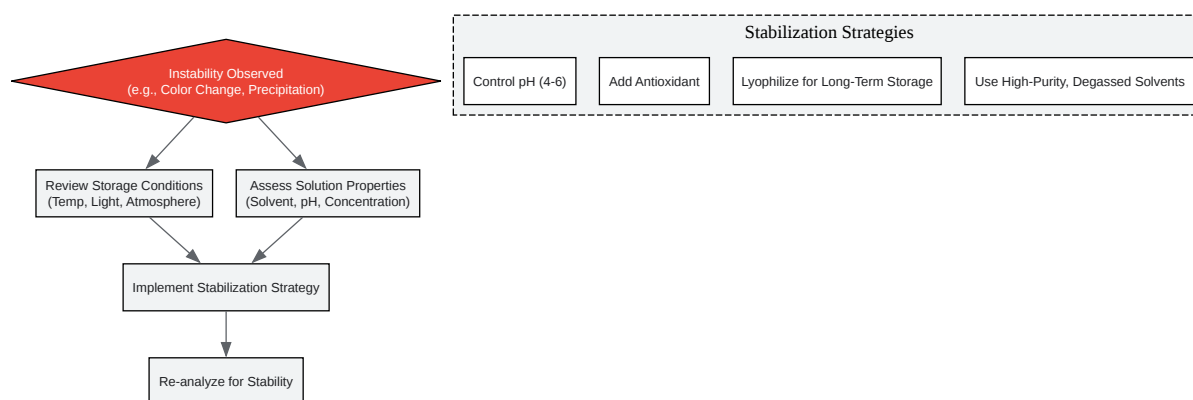 Instability Observed
(e.g., Color Change, Precipitation)
Review Storage Conditions
(Temp, Light, Atmosphere)
Assess Solution Properties
(Solvent, pH, Concentration)
Implement Stabilization Strategy
Re-analyze for Stability
Stabilization Strategies
Control pH (4-6)
Add Antioxidant
Lyophilize for Long-Term Storage
Use High-Purity, Degassed Solvents